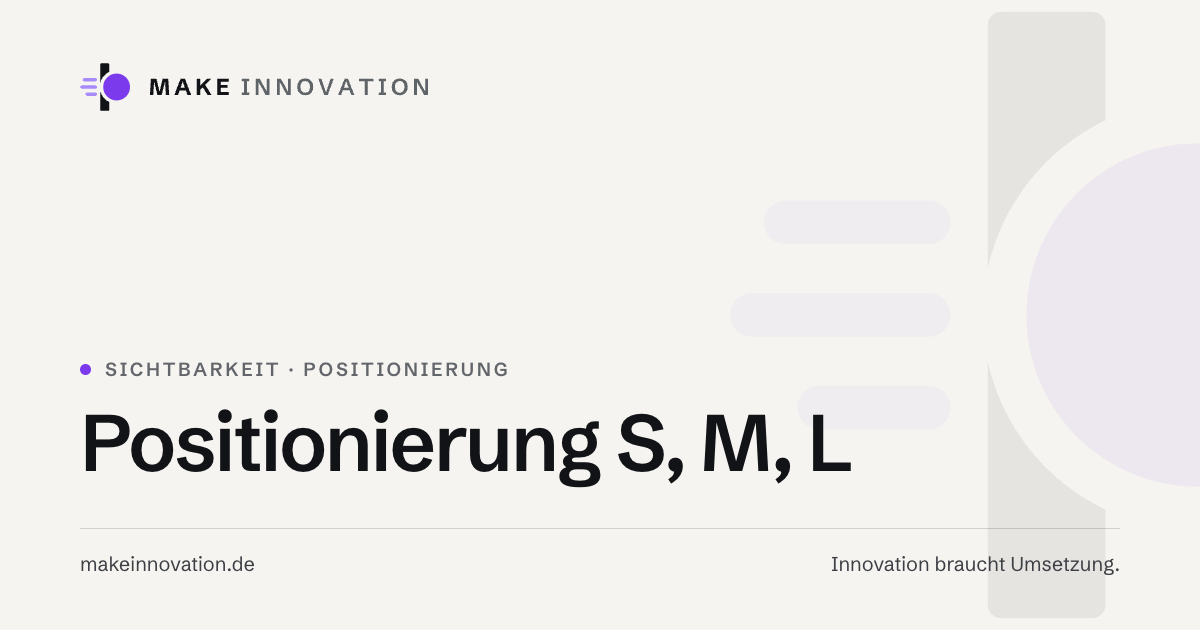 MAKE INNOVATION
SICHTBARKEIT · POSITIONIERUNG
Positionierung S, M, L
makeinnovation.de
Innovation braucht Umsetzung.